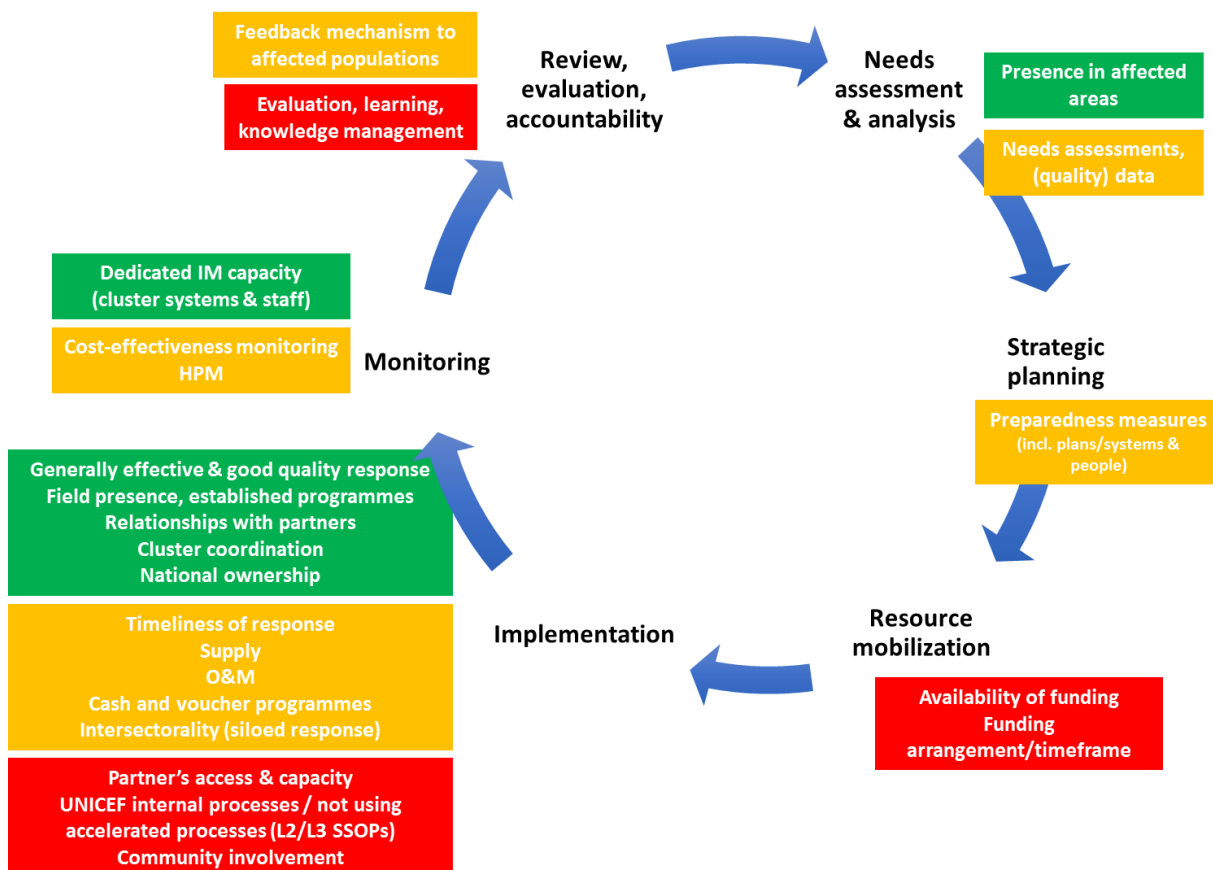 Feedback mechanism to
affected populations
Evaluation, learning,
knowledge management
Review,
evaluation,
accountability
Needs
assessment
& analysis
Presence in affected
areas
Needs assessments,
(quality) data
Dedicated IM capacity
(cluster systems & staff)
Cost-effectiveness monitoring
HPM
Monitoring
Strategic
planning
Preparedness measures
(incl. plans/systems &
people)
Generally effective & good quality response
Field presence, established programmes
Relationships with partners
Cluster coordination
National ownership
Timeliness of response
Supply
O&M
Cash and voucher programmes
Intersectorality (siloed response)
Partner's access & capacity
UNICEF internal processes / not using
accelerated processes (L2/L3 SSOPs)
Community involvement
Implementation
Resource
mobilization
Availability of funding
Funding
arrangement/timeframe